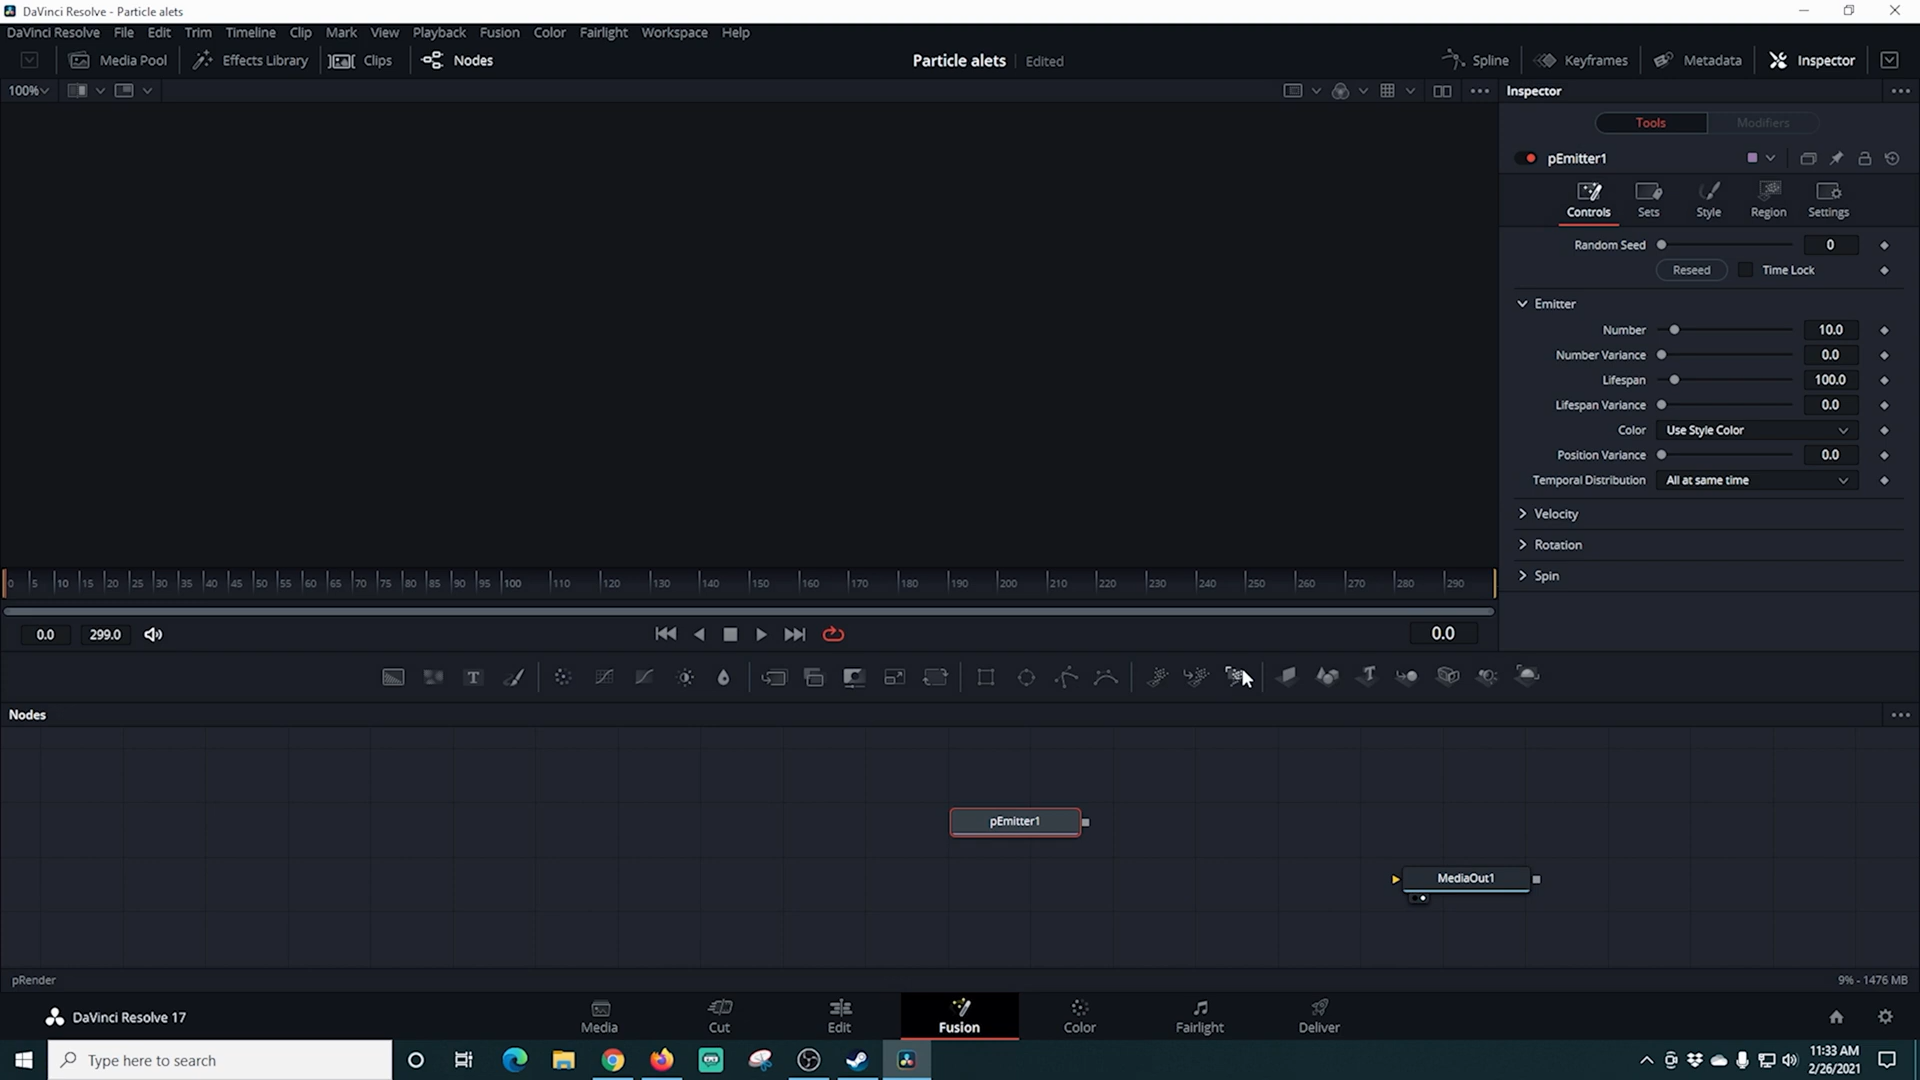 DaVinci Resolve - Particle alets
DaVinci Resolve File Edit Trim Timeline Clip Mark View Playback Fusion Color Fairlight Workspace Help
Media Pool Effects Library Clips Nodes Particle alets Edited Spline Keyframes Metadata Inspector
100% Inspector
Tools Modifiers
pEmitter1
Controls Sets Style Region Settings
Random Seed 0
Reseed Time Lock
Emitter
Number 10.0
Number Variance 0.0
Lifespan 100.0
Lifespan Variance 0.0
Color Use Style Color
Position Variance 0.0
Temporal Distribution All at same time
Velocity
Rotation
Spin
0 5 10 15 20 25 30 35 40 45 50 55 60 65 70 75 80 85 90 95 100 110 120 130 140 150 160 170 180 190 200 210 220 230 240 250 260 270 280 290
0.0 299.0 0.0
T T
Nodes
pEmitter1
MediaOut1
pRender 9% - 1476 MB
DaVinci Resolve 17 Media Cut Edit Fusion Color Fairlight Deliver
Type here to search
11:33 AM
2/26/2021